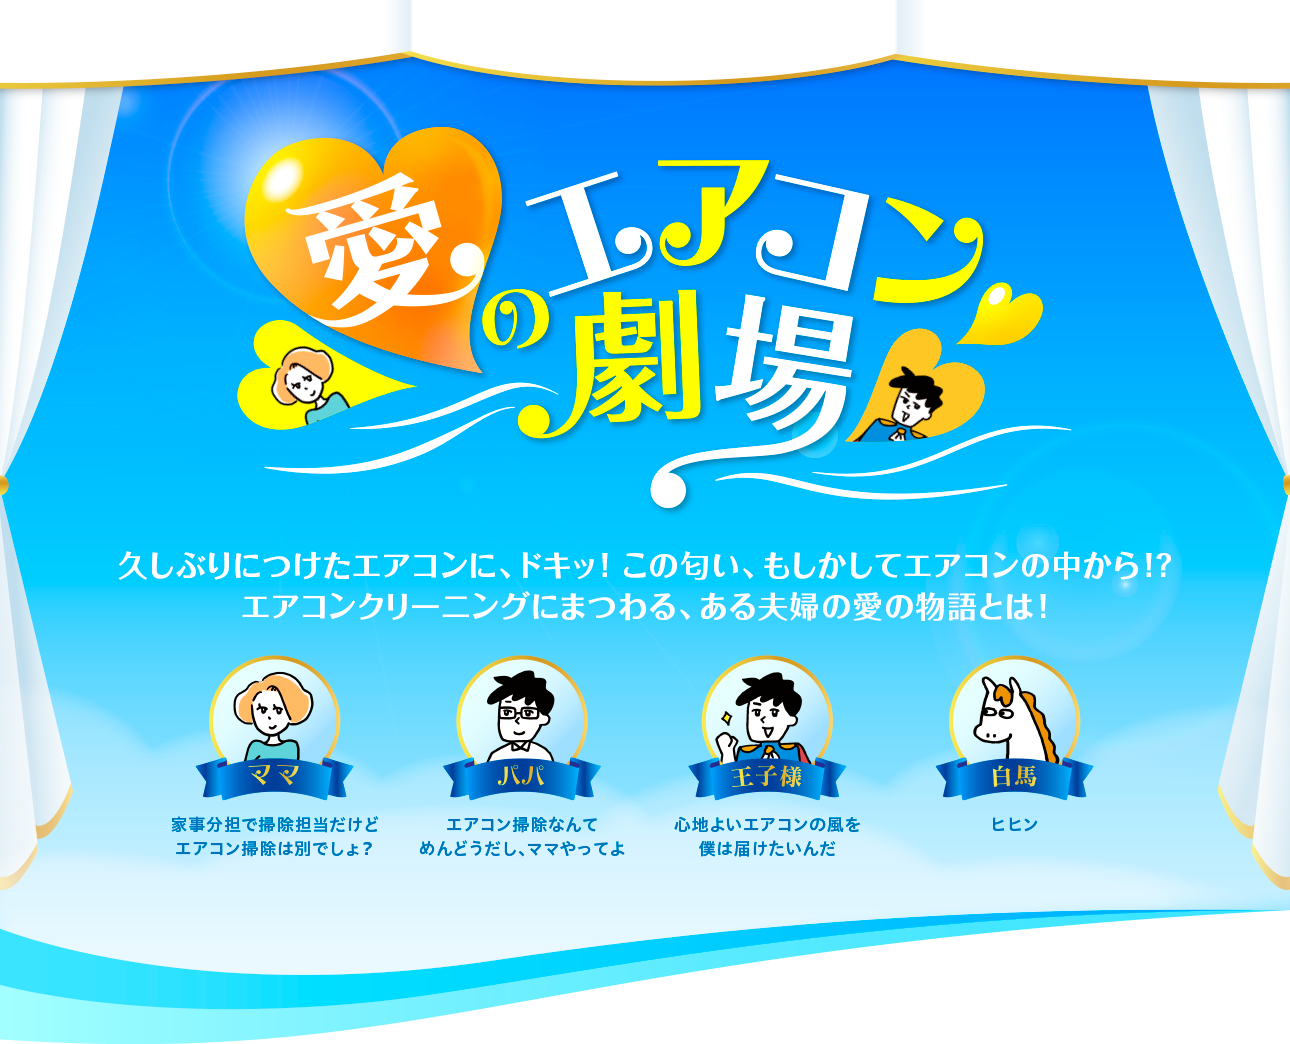 愛の
エアコン
劇場
久しぶりにつけたエアコンに、ドキッ！この匂い、もしかしてエアコンの中から！？
エアコンクリーニングにまつわる、ある夫婦の愛の物語とは！
ママ
家事分担で掃除担当だけど
エアコン掃除は別でしょ？
パパ
エアコン掃除なんて
めんどうだし、ママやってよ
王子様
心地よいエアコンの風を
僕は届けたいんだ
白馬
ヒヒン